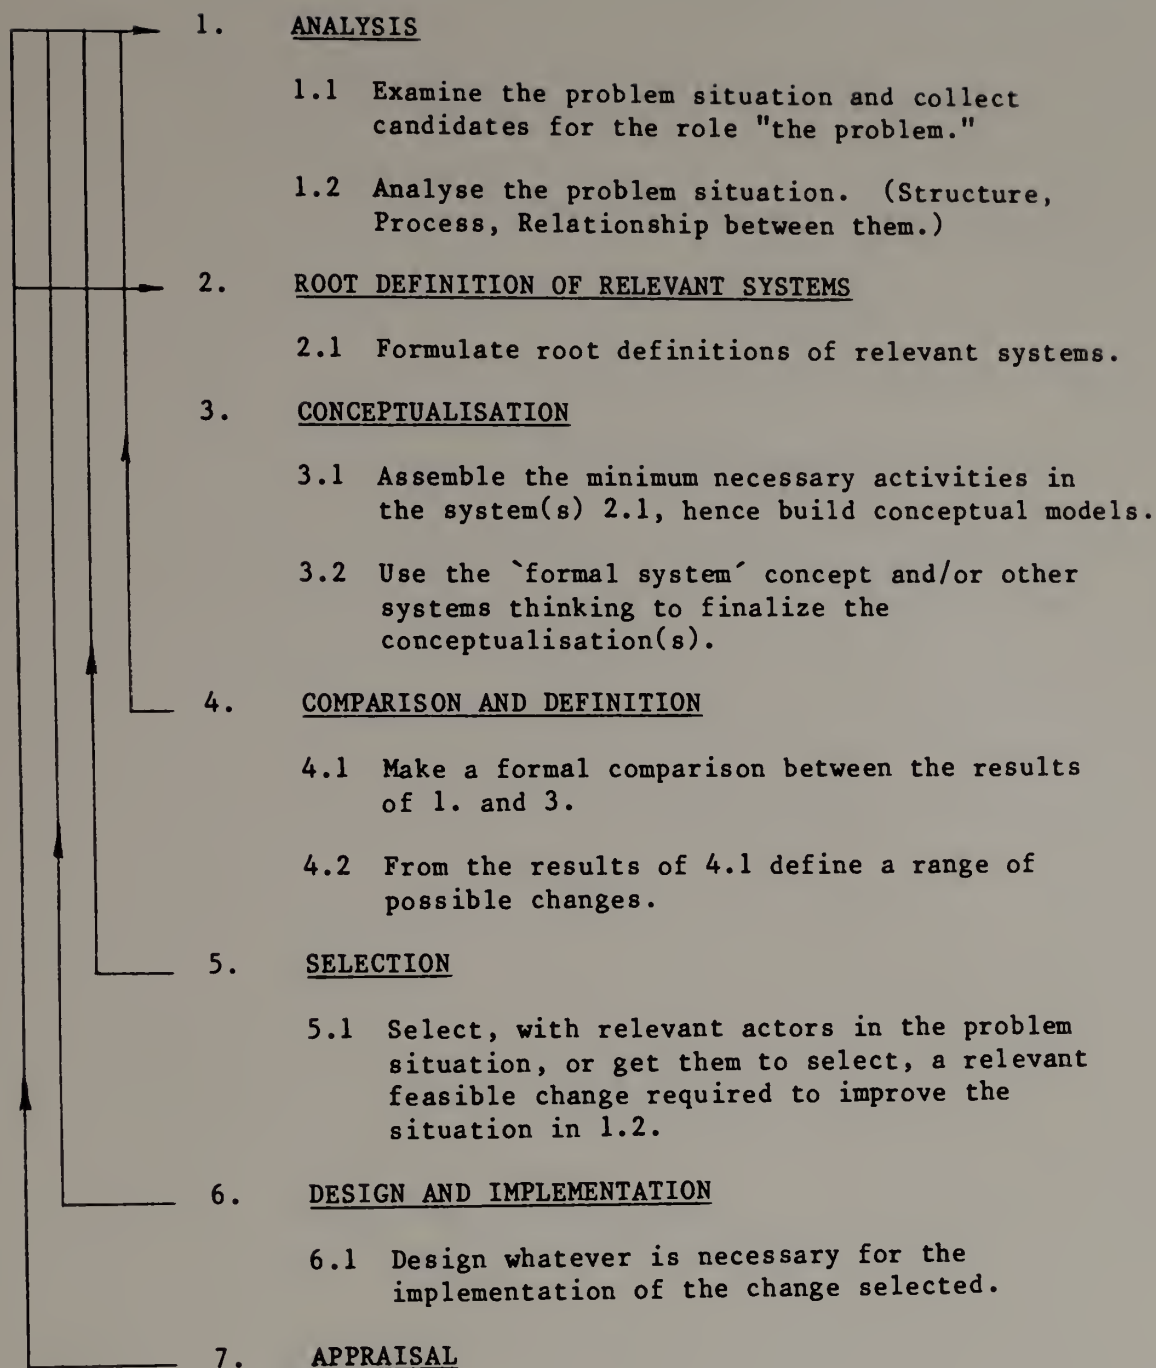 1. ANALYSIS
1.1 Examine the problem situation and collect
candidates for the role "the problem."
1.2 Analyse the problem situation. (Structure,
Process, Relationship between them.)
2. ROOT DEFINITION OF RELEVANT SYSTEMS
2.1 Formulate root definitions of relevant systems.
3. CONCEPTUALISATION
3.1 Assemble the minimum necessary activities in
the system(s) 2.1, hence build conceptual models.
3.2 Use the `formal system´ concept and/or other
systems thinking to finalize the
conceptualisation(s).
4. COMPARISON AND DEFINITION
4.1 Make a formal comparison between the results
of 1. and 3.
4.2 From the results of 4.1 define a range of
possible changes.
5. SELECTION
5.1 Select, with relevant actors in the problem
situation, or get them to select, a relevant
feasible change required to improve the
situation in 1.2.
6. DESIGN AND IMPLEMENTATION
6.1 Design whatever is necessary for the
implementation of the change selected.
7. APPRAISAL